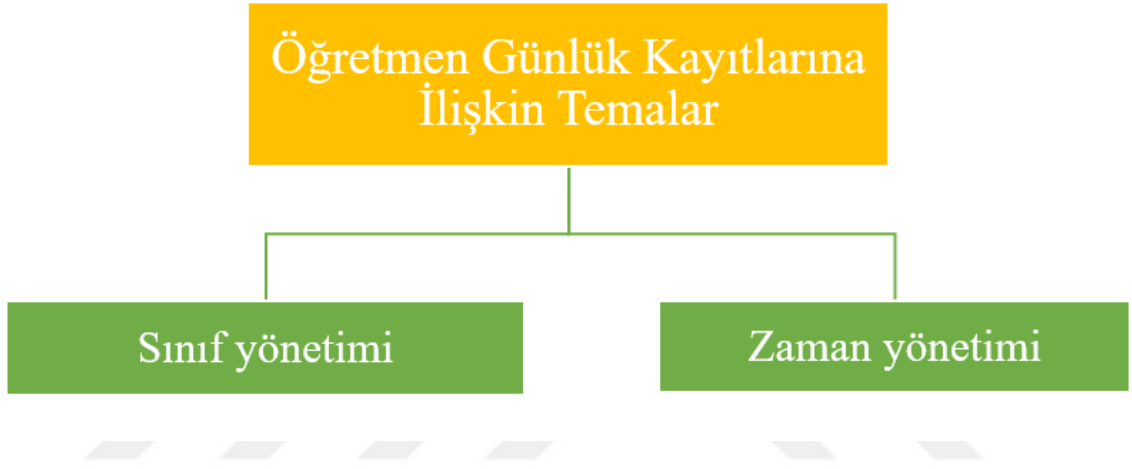 Öğretmen Günlük Kayıtlarına
İlişkin Temalar
Sınıf yönetimi
Zaman yönetimi